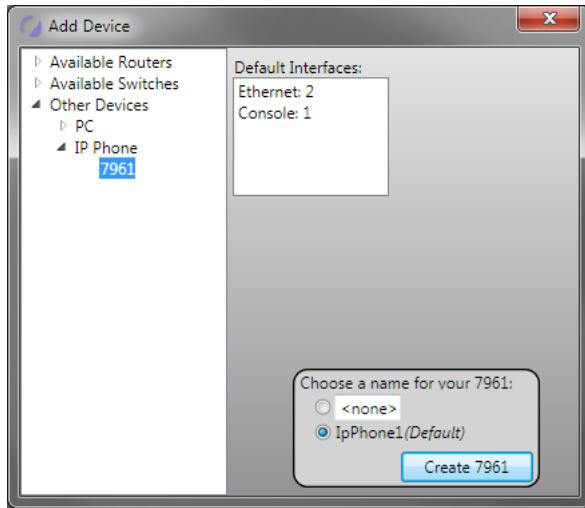 Add Device
Available Routers
Available Switches
Other Devices
PC
IP Phone
7961
Default Interfaces:
Ethernet: 2
Console: 1
Choose a name for your 7961:
<none>
IpPhone1(Default)
Create 7961